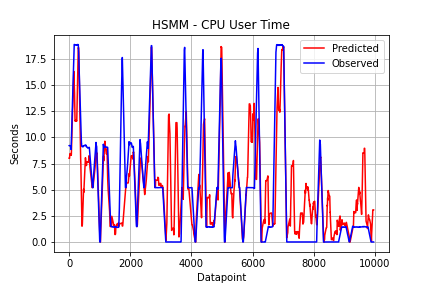 HSMM - CPU User Time
Predicted
Observed
17.5
15.0
12.5
10.0
7.5
5.0
2.5
0.0
Seconds
0 2000 4000 6000 8000 10000
Datapoint